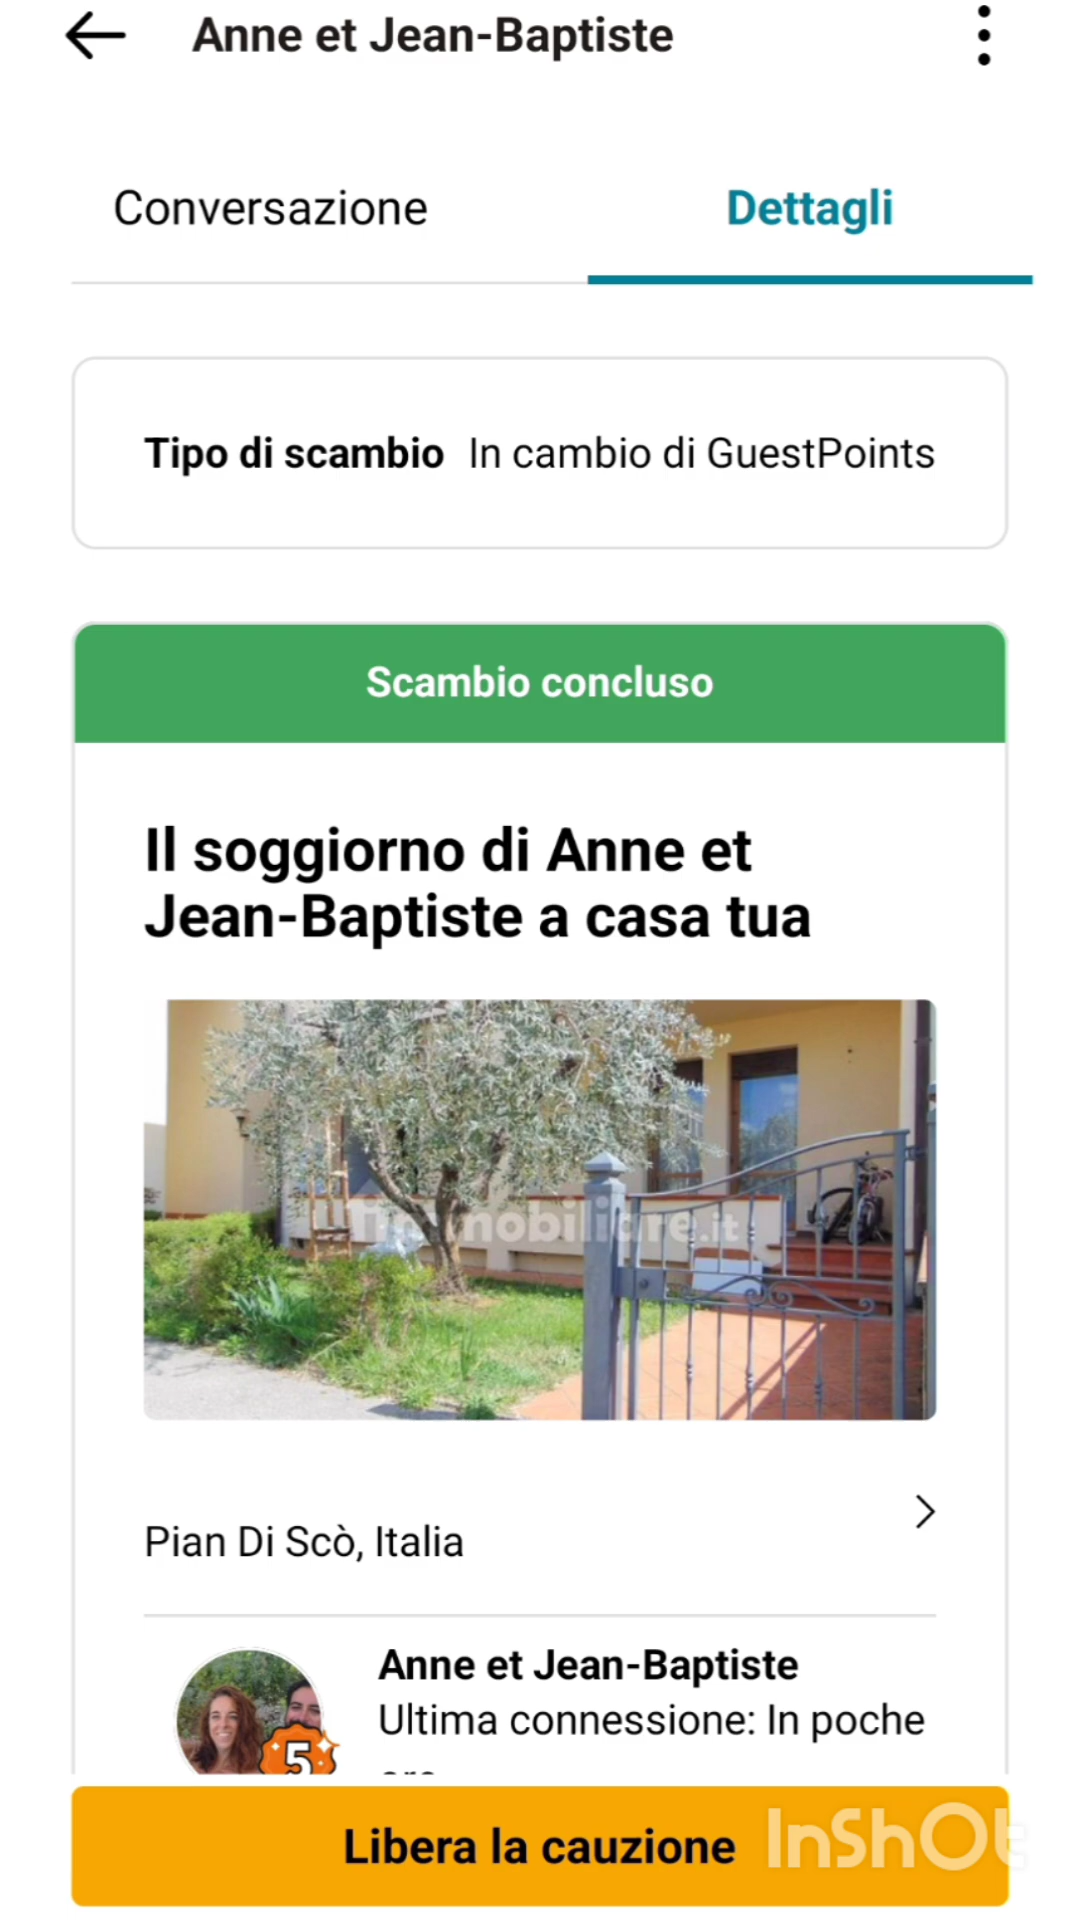 Anne et Jean-Baptiste
Conversazione
Dettagli
Tipo di scambio In cambio di GuestPoints
Scambio concluso
Il soggiorno di Anne et
Jean-Baptiste a casa tua
immobiliare.it
Pian Di Scò, Italia
Anne et Jean-Baptiste
Ultima connessione: In poche
5
Libera la cauzione
InShOt